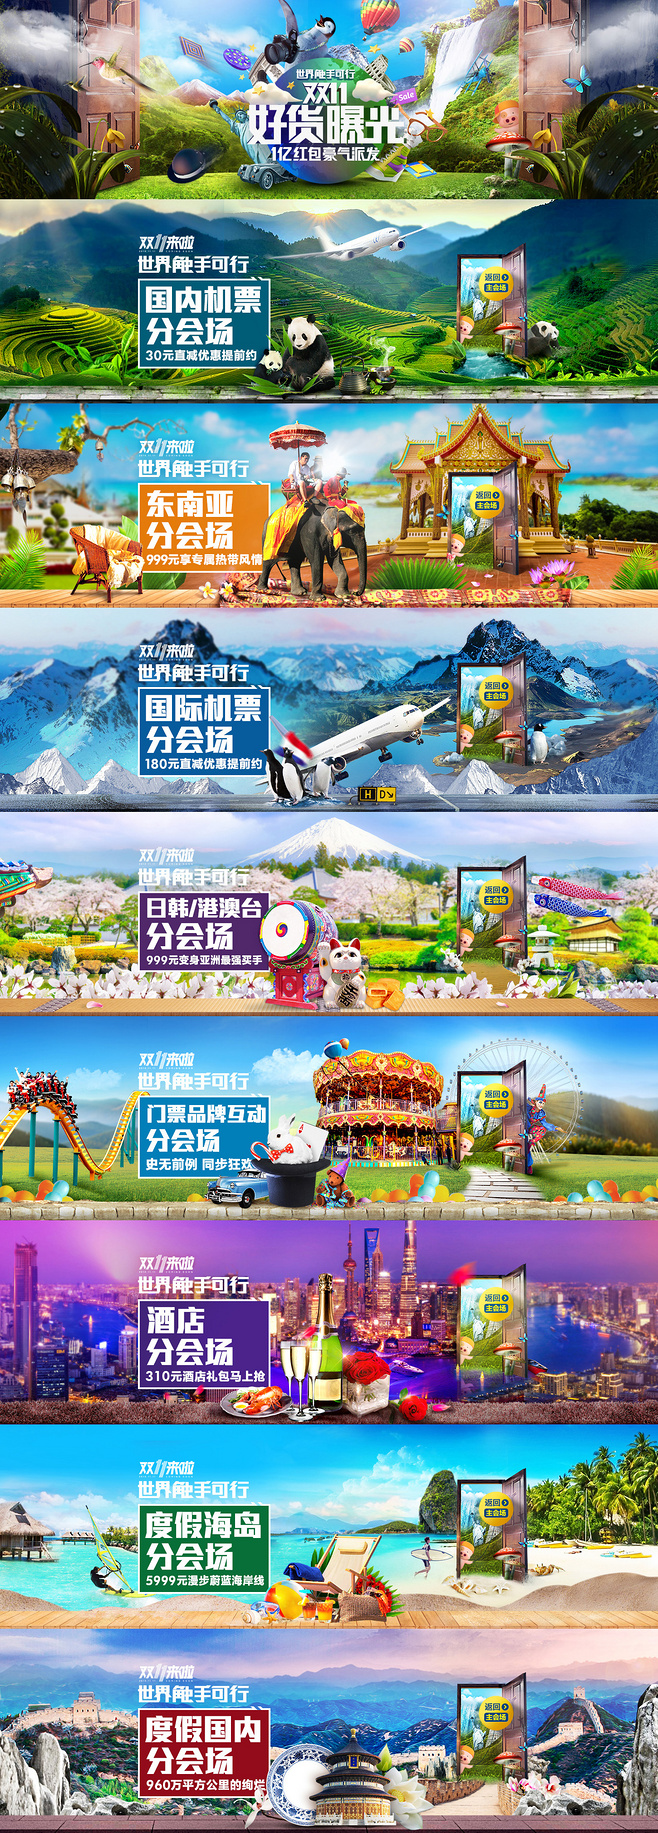 世界触手可行
双11
好货曝光
1亿红包豪气派发
Sale
双11来啦
世界触手可行
国内机票
分会场
30元直减优惠提前约
返回
主会场
双11来啦
世界触手可行
东南亚
分会场
999元享专属热带风情
返回
主会场
双11来啦
世界触手可行
国际机票
分会场
180元直减优惠提前约
返回
主会场
H D
双11来啦
世界触手可行
日韩/港澳台
分会场
999元变身亚洲最强买手
返回
主会场
双11来啦
世界触手可行
门票品牌互动
分会场
史无前例 同步狂欢
返回
主会场
双11来啦
世界触手可行
酒店
分会场
310元酒店礼包马上抢
返回
主会场
双11来啦
世界触手可行
度假海岛
分会场
5999元漫步蔚蓝海岸线
返回
主会场
双11来啦
世界触手可行
度假国内
分会场
960万平方公里的绚烂
返回
主会场